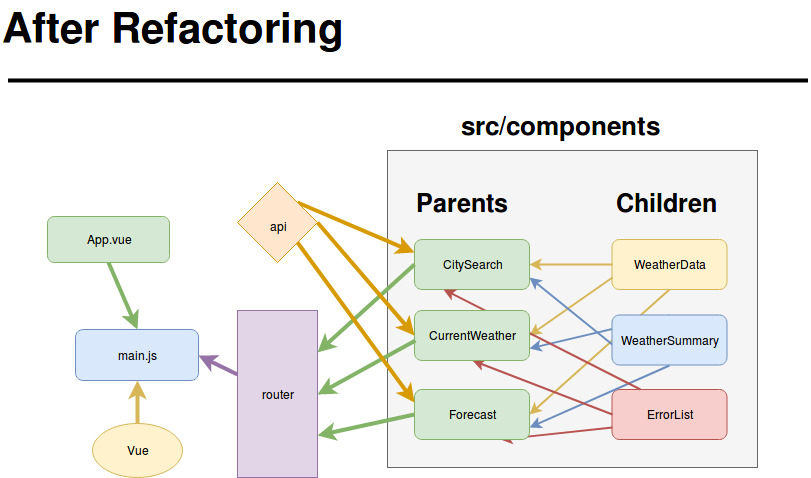 After Refactoring
src/components
Parents
Children
api
App.vue
CitySearch
WeatherData
CurrentWeather
WeatherSummary
main.js
router
Forecast
ErrorList
Vue